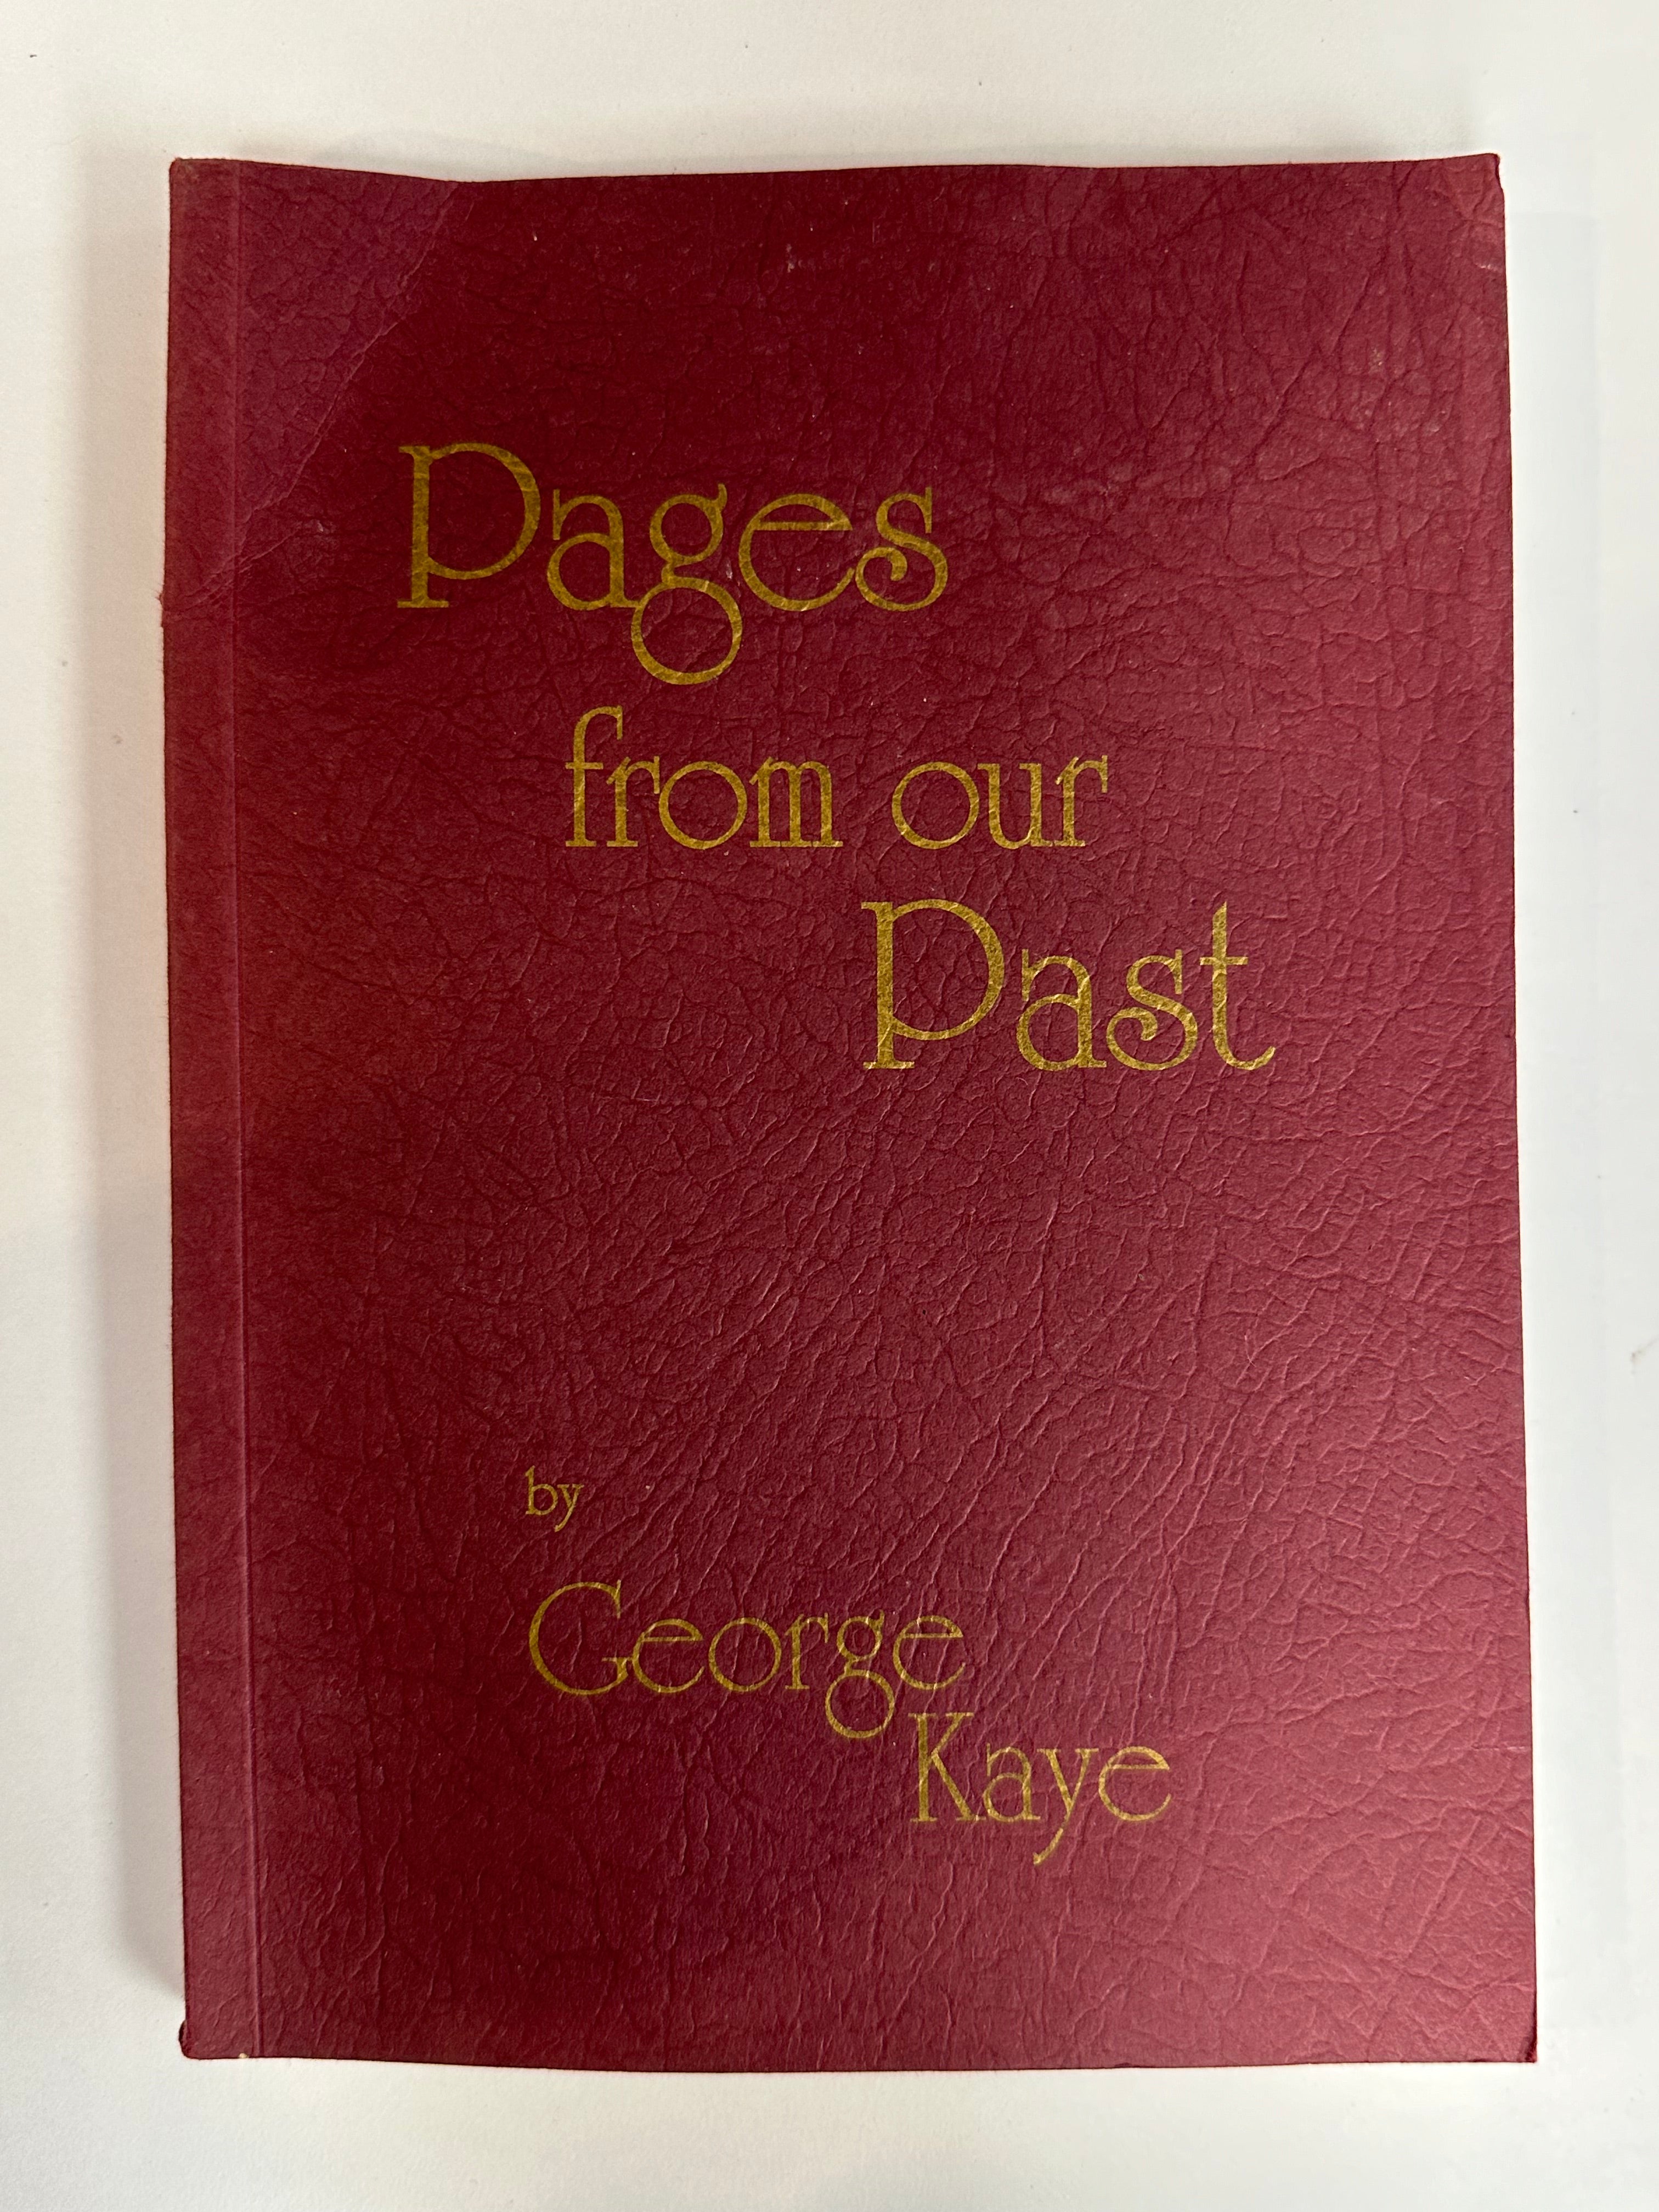 Pages
from our
Past
by
George
Kaye